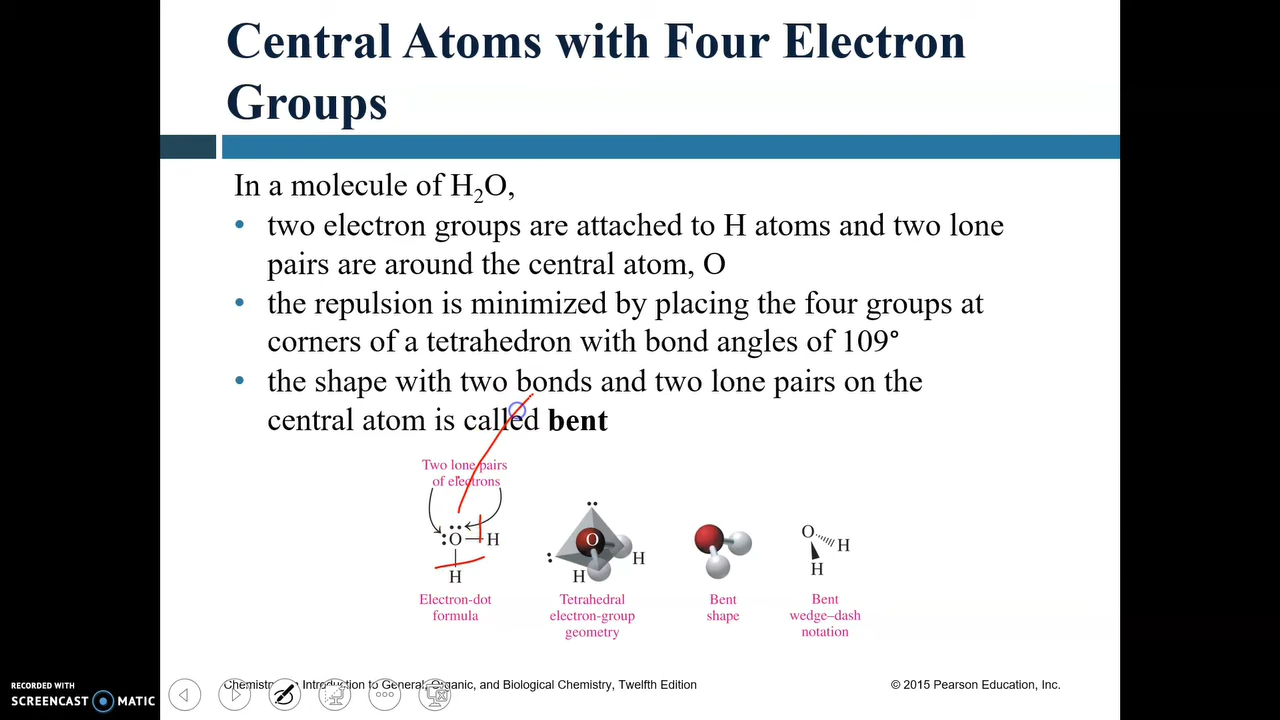 Central Atoms with Four Electron
Groups
In a molecule of H₂O,
• two electron groups are attached to H atoms and two lone
pairs are around the central atom, O
• the repulsion is minimized by placing the four groups at
corners of a tetrahedron with bond angles of 109°
• the shape with two bonds and two lone pairs on the
central atom is called bent
Two lone pairs
of electrons
:O—H
H
Electron-dot
formula
O
H
H
Tetrahedral
electron-group
geometry
Bent
shape
O
H
H
Bent
wedge–dash
notation
RECORDED WITH
SCREENCAST MATIC
Introduction to General, Organic, and Biological Chemistry, Twelfth Edition
© 2015 Pearson Education, Inc.